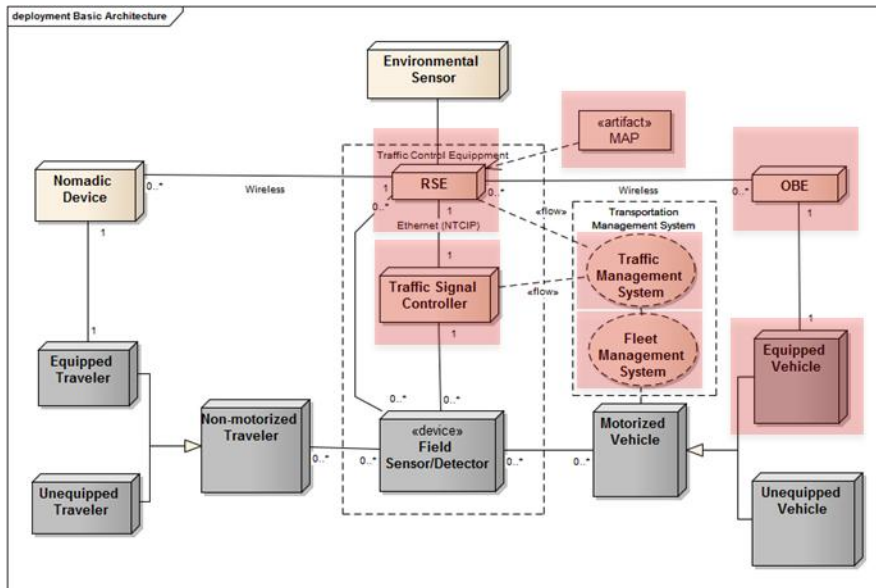 deployment Basic Architecture
Environmental
Sensor
«artifact»
MAP
Traffic Control Equippment
Nomadic
Device
RSE
OBE
0..*
Wireless
1
0..*
0..*
Wireless
0..*
1
1
1
Ethernet (NTCIP)
«flow»
Transportation
Management System
1
Traffic
Management
System
Traffic Signal
Controller
«flow»
1
Fleet
Management
System
1
1
Equipped
Traveler
Equipped
Vehicle
0..*
0..*
Non-motorized
Traveler
«device»
Field
Sensor/Detector
Motorized
Vehicle
0..*
0..*
0..*
0..*
Unequipped
Traveler
Unequipped
Vehicle